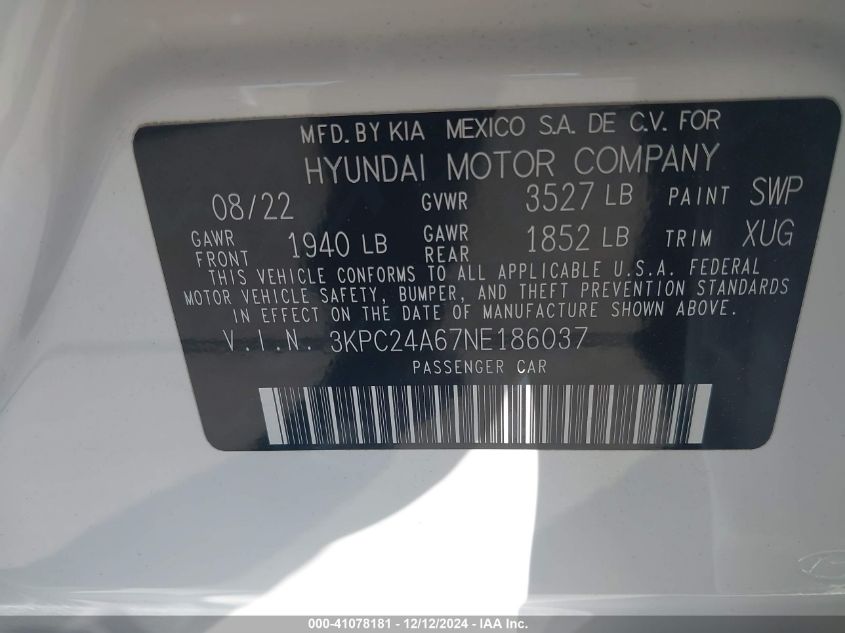 MFD. BY KIA MEXICO S.A. DE C.V. FOR
HYUNDAI MOTOR COMPANY
08/22 GVWR 3527 LB PAINT SWP
GAWR FRONT 1940 LB GAWR REAR 1852 LB TRIM XUG
THIS VEHICLE CONFORMS TO ALL APPLICABLE U.S.A. FEDERAL
MOTOR VEHICLE SAFETY, BUMPER, AND THEFT PREVENTION STANDARDS
IN EFFECT ON THE DATE OF MANUFACTURE SHOWN ABOVE.
V.I.N. 3KPC24A67NE186037
PASSENGER CAR
000-41078181 - 12/12/2024 - IAA Inc.